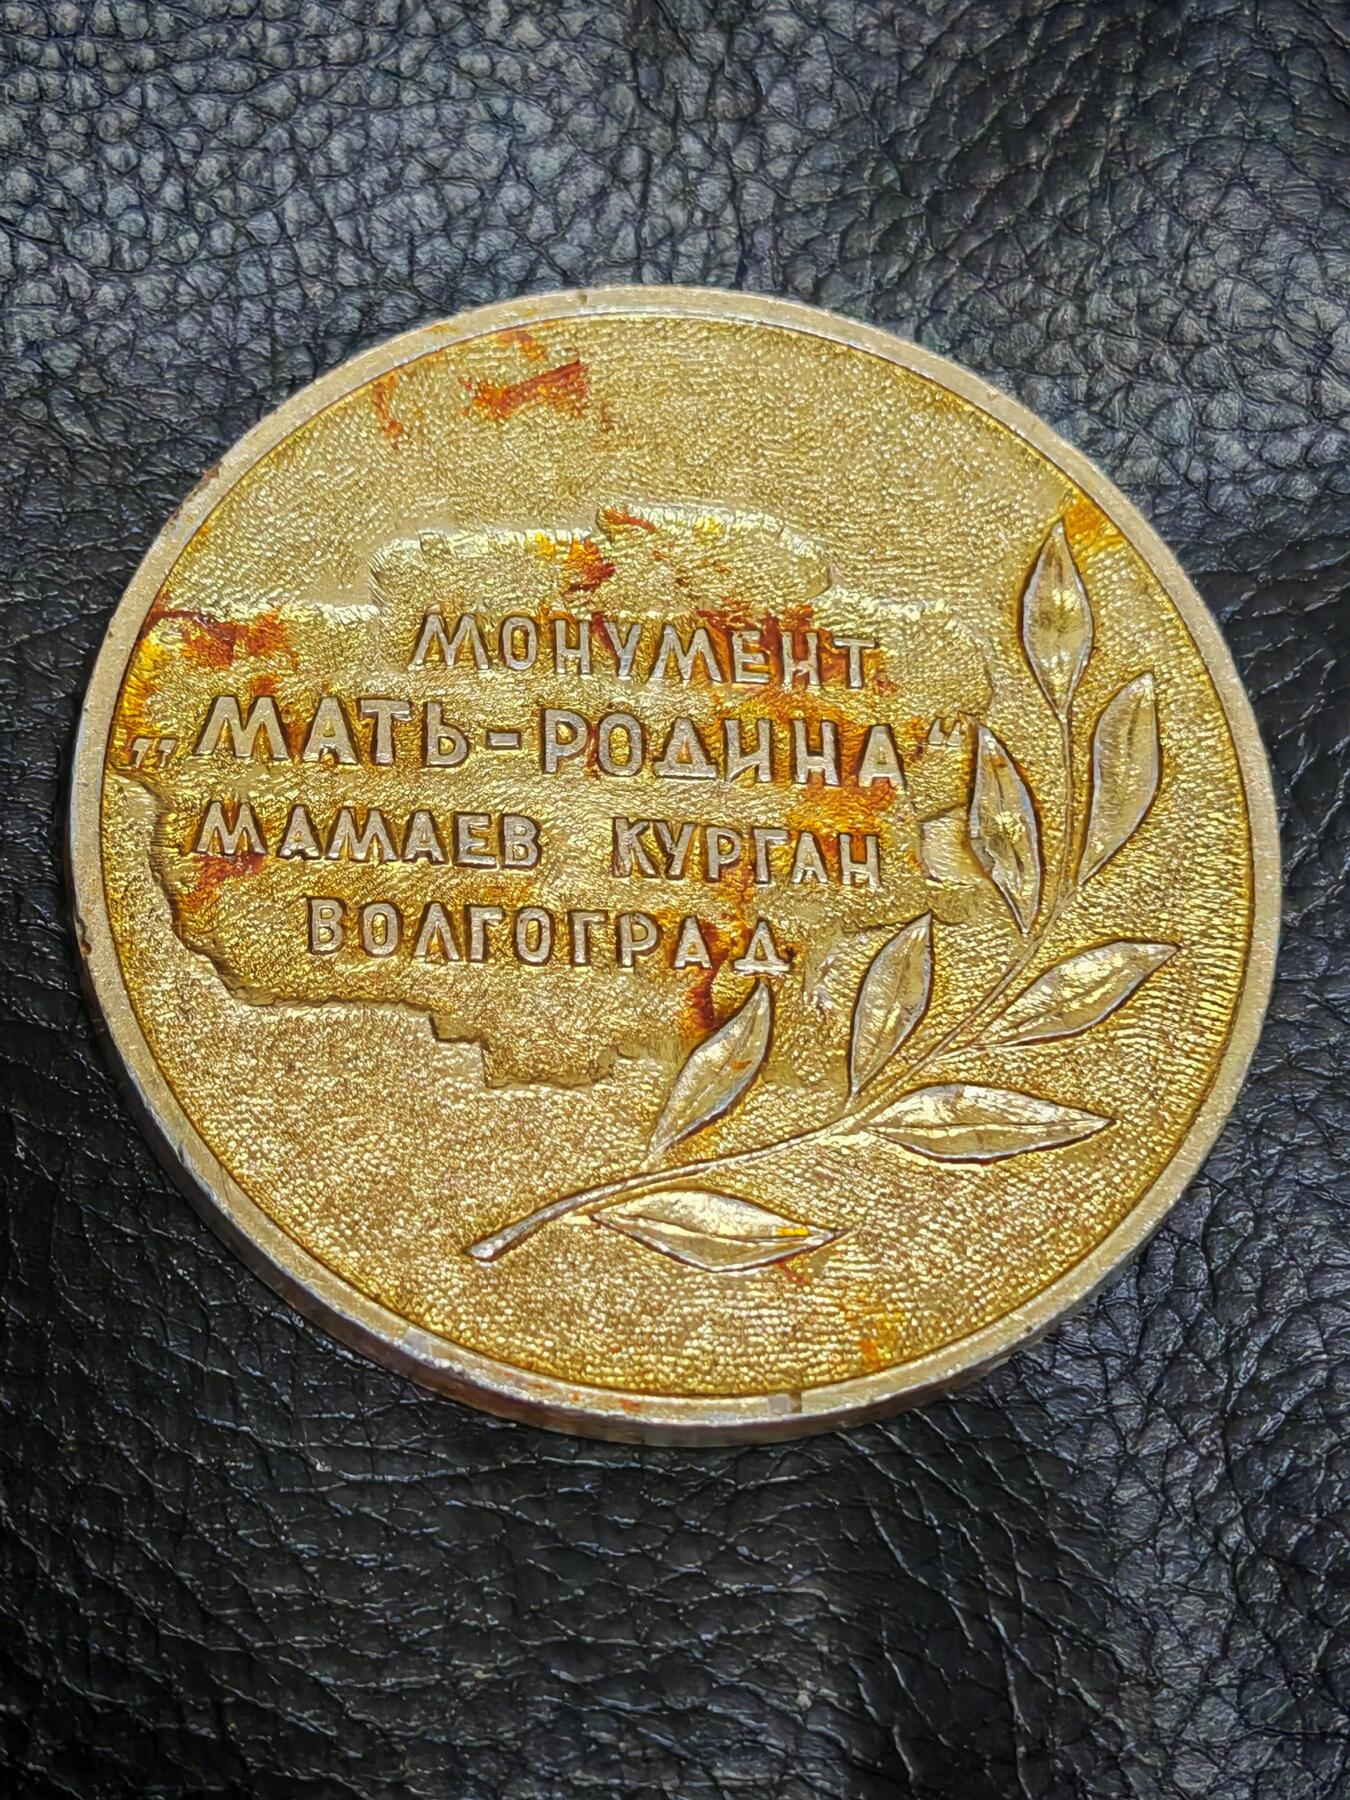 МОНУМЕНТ
„МАТЬ-РОДИНА“
МАМАЕВ КУРГАН
ВОЛГОГРАД